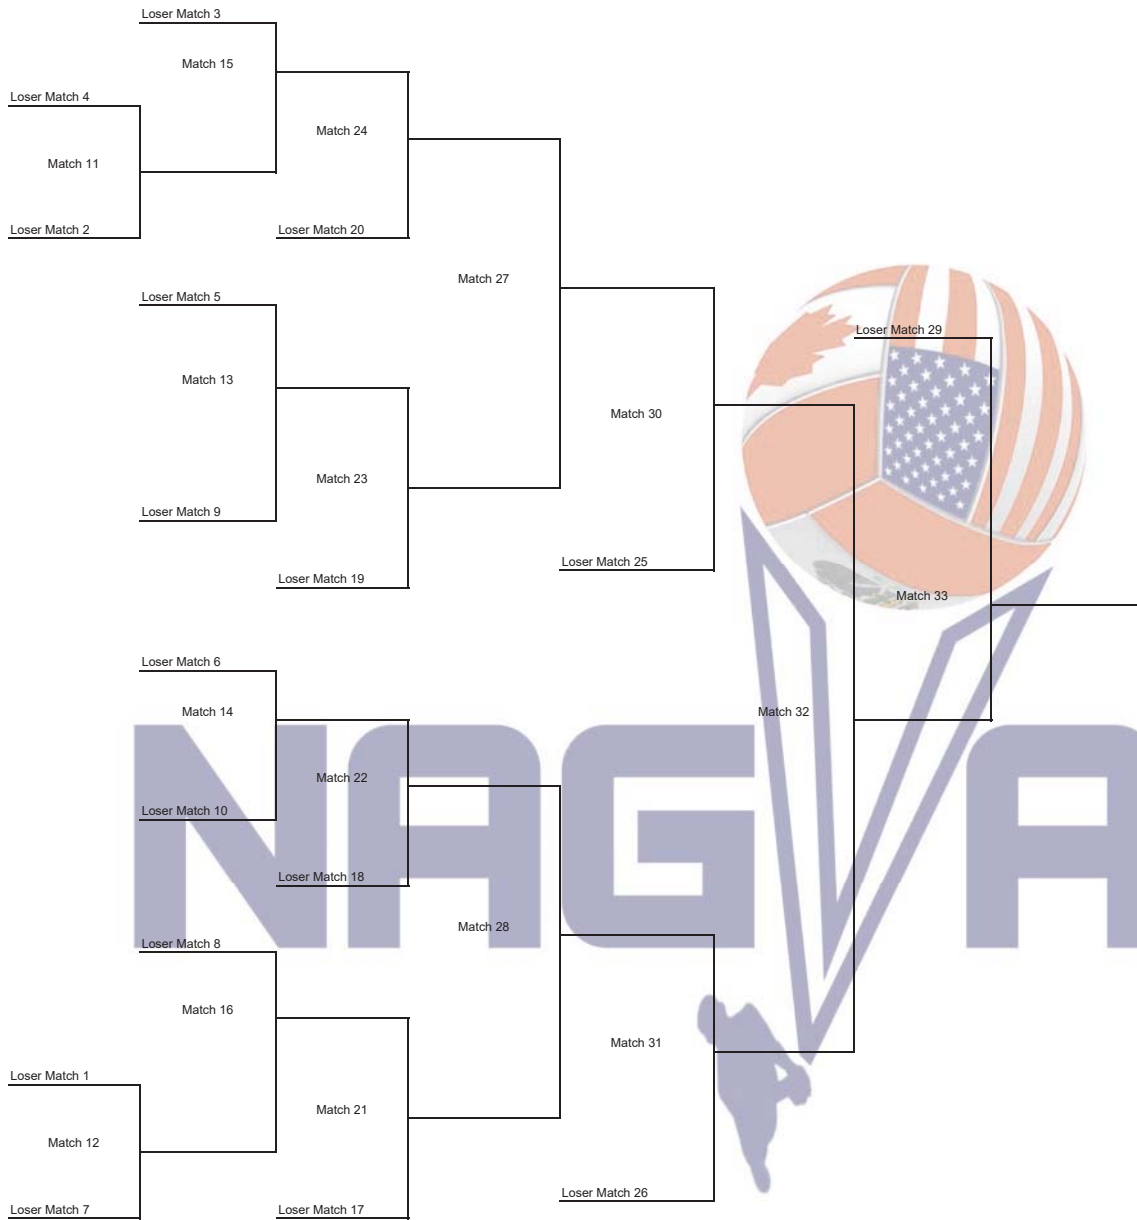 Loser Match 3
Match 15
Loser Match 4
Match 24
Match 11
Loser Match 2
Loser Match 20
Match 27
Loser Match 5
Loser Match 29
Match 13
Match 30
Match 23
Loser Match 9
Loser Match 25
Loser Match 19
Match 33
Loser Match 6
Match 14
Match 32
Match 22
Loser Match 10
NAGVA
Loser Match 18
Match 28
Loser Match 8
Match 16
Match 31
Loser Match 1
Match 21
Match 12
Loser Match 26
Loser Match 7
Loser Match 17